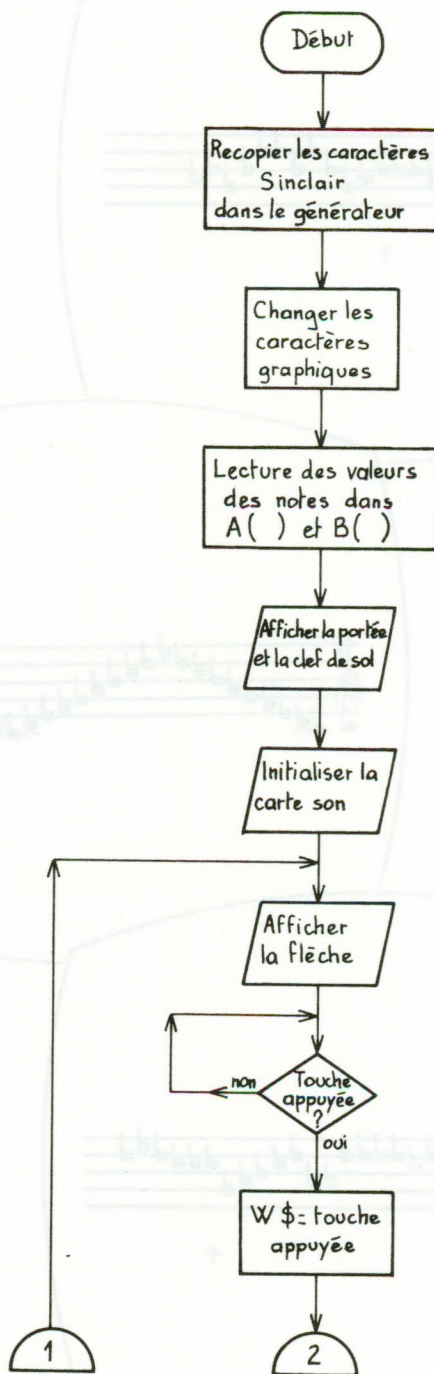 Début
Recopier les caractères
Sinclair
dans le générateur
Changer les
caractères
graphiques
Lecture des valeurs
des notes dans
A( ) et B( )
Afficher la portée
et la clef de sol
Initialiser la
carte son
Afficher
la flèche
non
Touche
appuyée
?
oui
W $= touche
appuyée
1
2